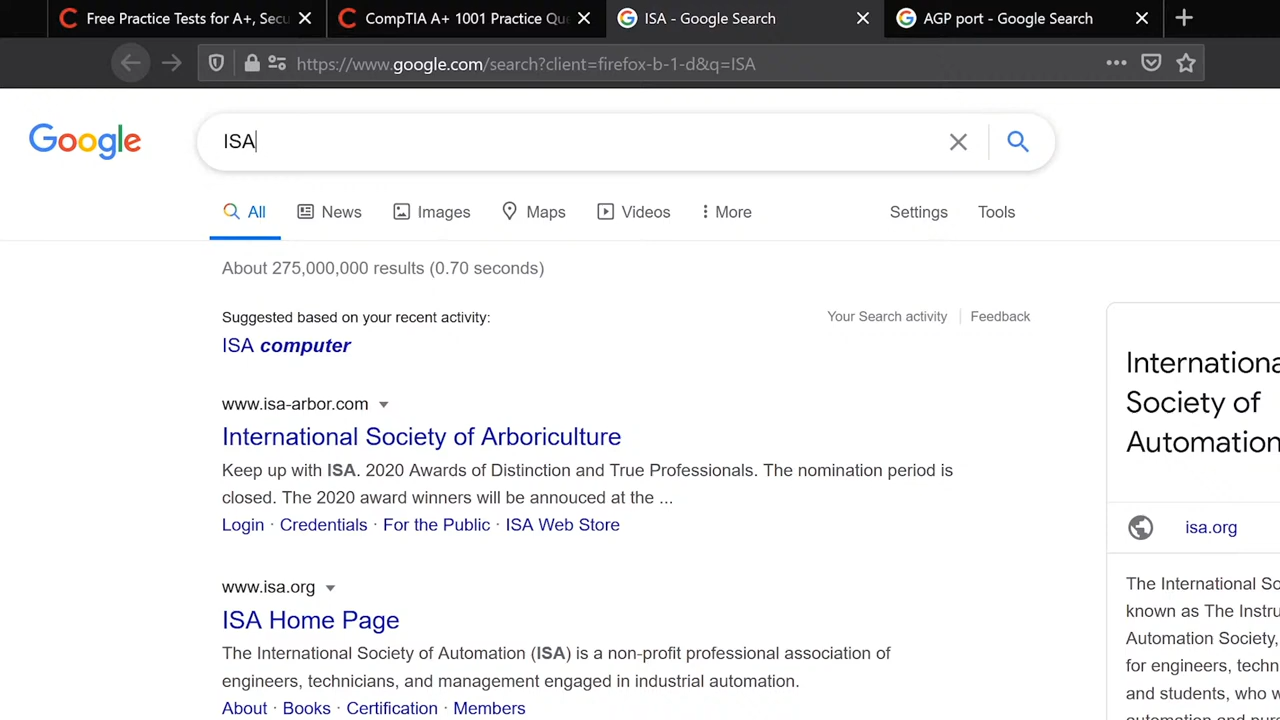 Free Practice Tests for A+, Secu
CompTIA A+ 1001 Practice Que
ISA - Google Search
AGP port - Google Search
https://www.google.com/search?client=firefox-b-1-d&q=ISA
Google
ISA
All
News
Images
Maps
Videos
More
Settings
Tools
About 275,000,000 results (0.70 seconds)
Suggested based on your recent activity:
Your Search activity
Feedback
ISA computer
www.isa-arbor.com
International Society of Arboriculture
Keep up with ISA. 2020 Awards of Distinction and True Professionals. The nomination period is
closed. The 2020 award winners will be annouced at the ...
Login · Credentials · For the Public · ISA Web Store
www.isa.org
ISA Home Page
The International Society of Automation (ISA) is a non-profit professional association of
engineers, technicians, and management engaged in industrial automation.
About · Books · Certification · Members
Internationa
Society of
Automation
isa.org
The International So
known as The Instru
Automation Society,
for engineers, techn
and students, who w